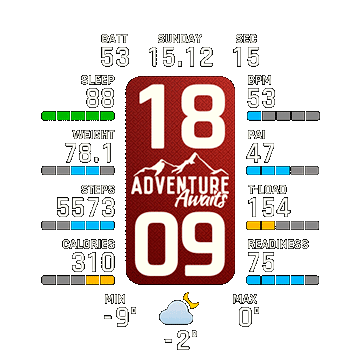 BATT SUNDAY SEC
53 15.12 15
SLEEP
88
WEIGHT
78.1
STEPS
5573
CALORIES
310
18
ADVENTURE
Awaits
09
BPM
53
PAI
47
T-LOAD
154
READINESS
75
MIN
-9°
MAX
0°
-2°